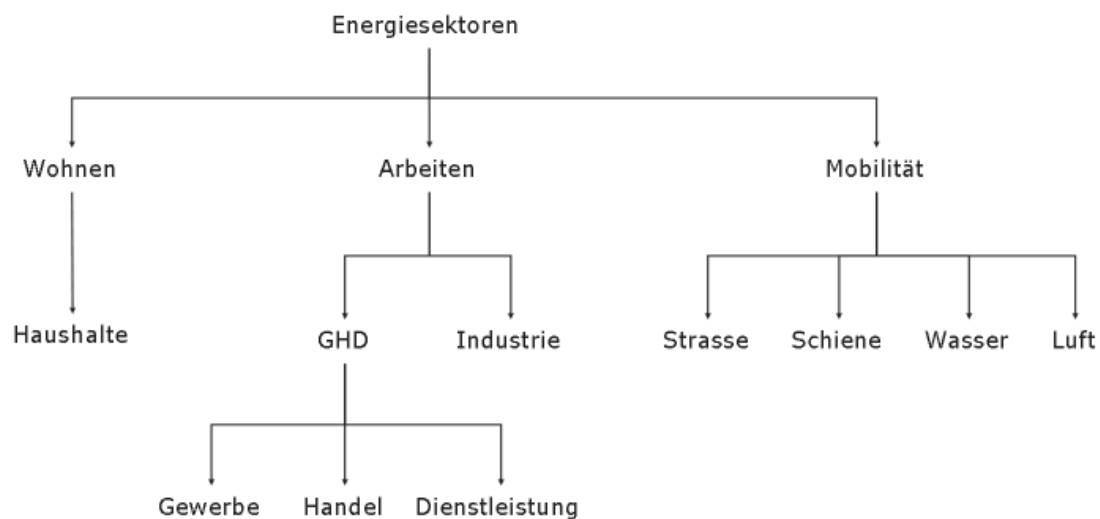 Energiesektoren
Wohnen Arbeiten Mobilität
Haushalte GHD Industrie Strasse Schiene Wasser Luft
Gewerbe Handel Dienstleistung